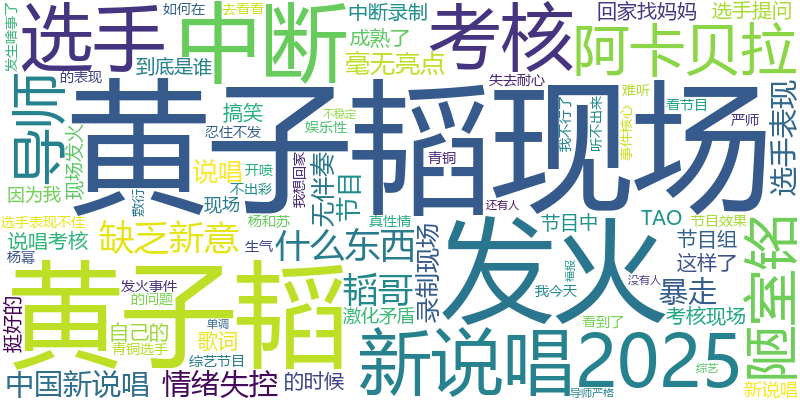 发生啥事了
选手
中断
如何在
去看看
中断录制
成熟了
到底是谁
毫无亮点
考核
回家找妈妈
选手提问
阿卡贝拉
的表现
失去耐心
难听
看节目
严师
导师
现场发火
搞笑
忍住不发
不稳定
娱乐性
黄子韬现场
我不行了
听不出来
事件核心
选手表现
因为我
说唱
开喷
不出彩
敷衍
现场
我想回家
无伴奏
节目
青铜
还有人
选手表现不佳
说唱考核
缺乏新意
杨和苏
生气
真性情
什么东西
录制现场
发火
节目中
TAO
节目效果
节目组
这样了
陋室铭
杨幂
挺好的
黄子韬
发火事件
的问题
自己的
青铜选手
单调
歌词
综艺节目
韬哥
激化矛盾
我今天
播报
没有人
看到了
暴走
考核现场
中国新说唱
情绪失控
的时候
新说唱2025
导师严格
综艺
新说唱